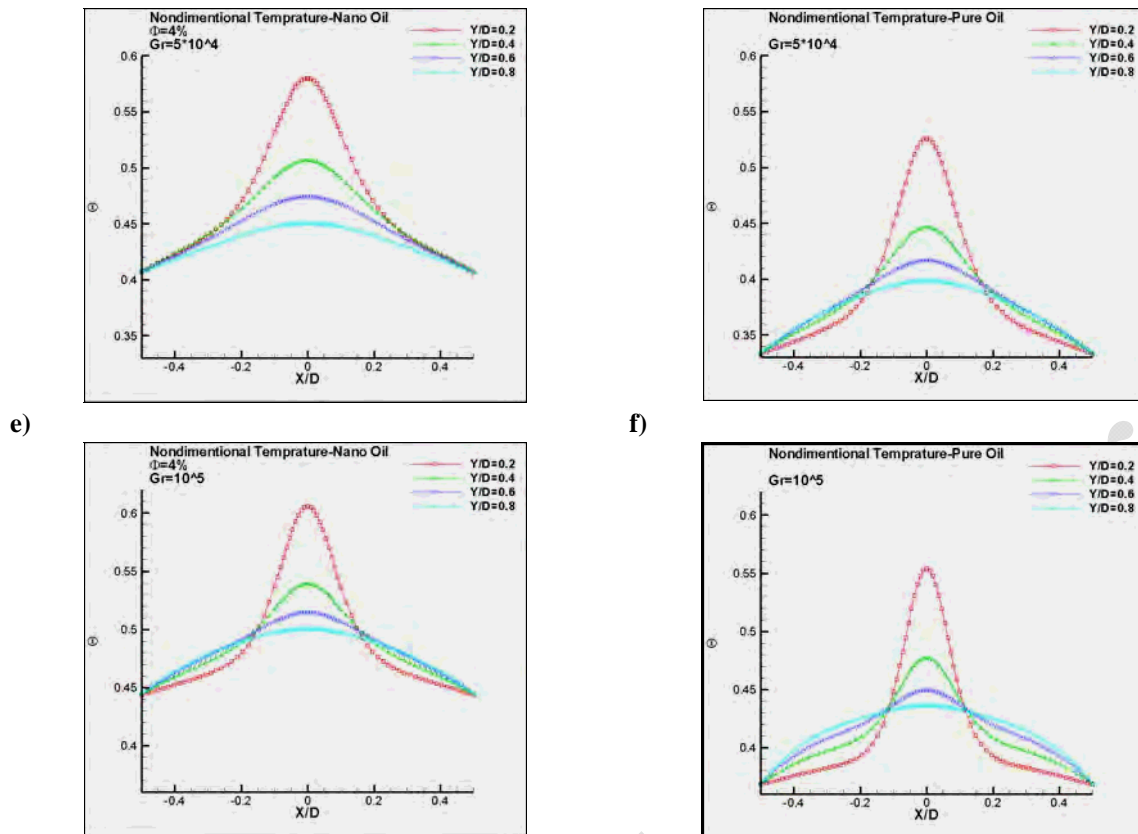 Nondimentional Temprature-Nano Oil
Φ=4%
Gr=5*10^4
Y/D=0.2
Y/D=0.4
Y/D=0.6
Y/D=0.8
0.6
0.55
0.5
0.45
0.4
0.35
Θ
-0.4 -0.2 0 0.2 0.4
X/D
Nondimentional Temprature-Pure Oil
Gr=5*10^4
Y/D=0.2
Y/D=0.4
Y/D=0.6
Y/D=0.8
0.6
0.55
0.5
0.45
0.4
0.35
Θ
-0.4 -0.2 0 0.2 0.4
X/D
e)
f)
Nondimentional Temprature-Nano Oil
Φ=4%
Gr=10^5
Y/D=0.2
Y/D=0.4
Y/D=0.6
Y/D=0.8
0.6
0.55
0.5
0.45
0.4
Θ
-0.4 -0.2 0 0.2 0.4
X/D
Nondimentional Temprature-Pure Oil
Gr=10^5
Y/D=0.2
Y/D=0.4
Y/D=0.6
Y/D=0.8
0.6
0.55
0.5
0.45
0.4
Θ
-0.4 -0.2 0 0.2 0.4
X/D